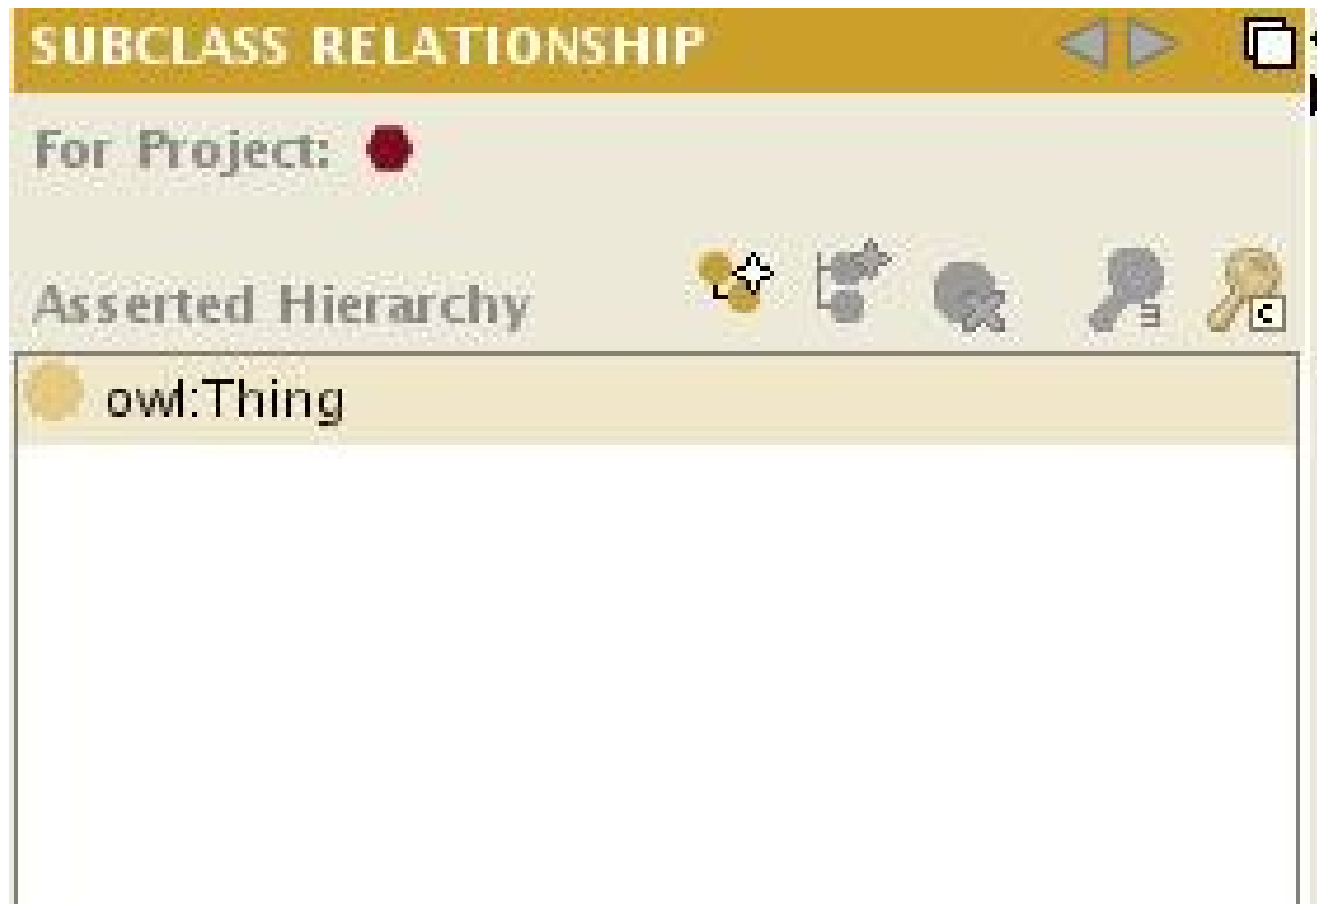 SUBCLASS RELATIONSHIP
For Project:
Asserted Hierarchy
C
owl:Thing